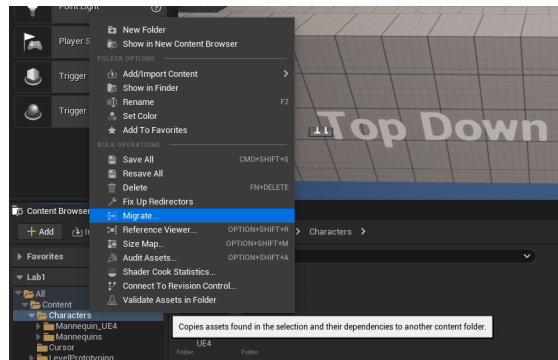 Point Light
Player S
Trigger
Trigger
New Folder
Show in New Content Browser
FOLDER OPTIONS
Add/Import Content
Show in Finder
Rename F2
Set Color
Add To Favorites
BULK OPERATIONS
Save All CMD+SHIFT+S
Resave All
Delete FN+DELETE
Fix Up Redirectors
Migrate...
Reference Viewer... OPTION+SHIFT+R
Size Map... OPTION+SHIFT+M
Audit Assets... OPTION+SHIFT+A
Shader Cook Statistics...
Connect To Revision Control...
Validate Assets in Folder
Top Down
Content Browser
+ Add
> Characters >
Favorites
Lab1
All
Content
Characters
Mannequin_UE4
Mannequins
Cursor
LevelPrototyping
Copies assets found in the selection and their dependencies to another content folder.
UE4
Folder Folder